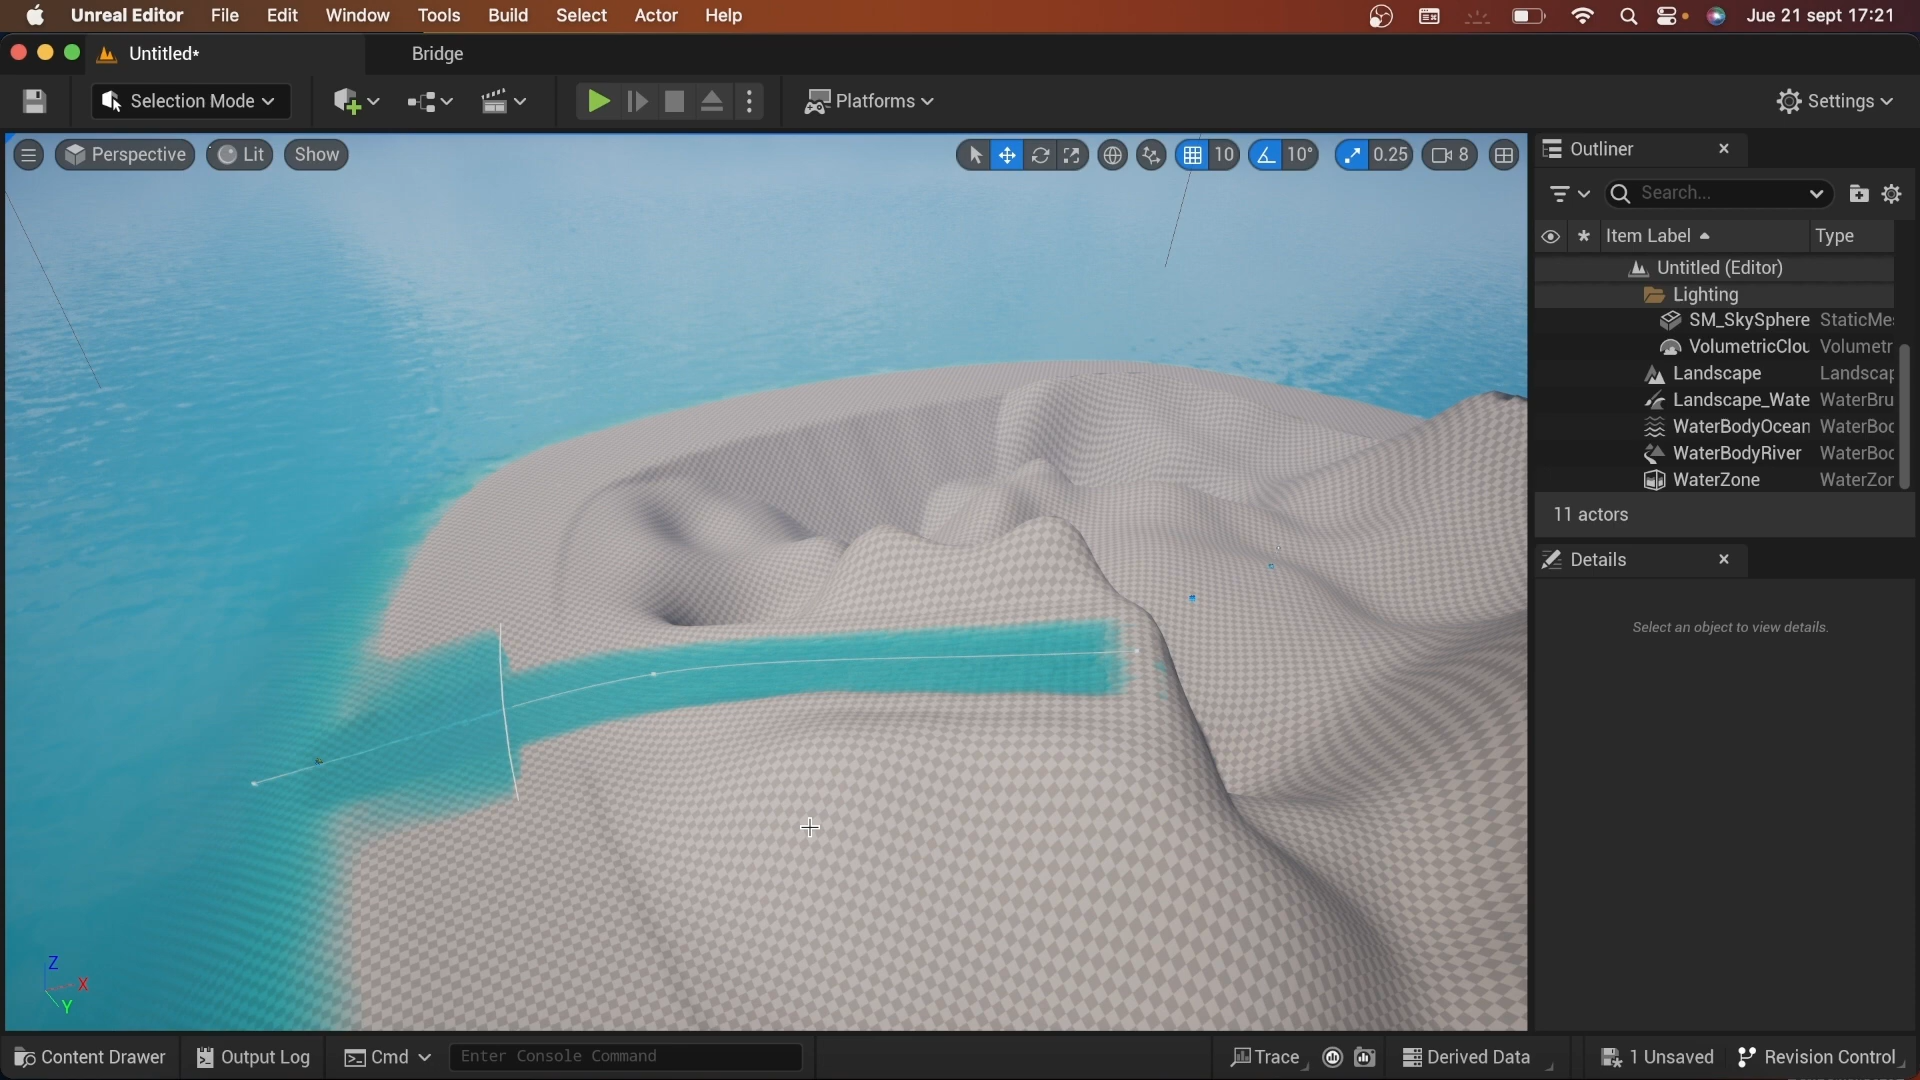 Unreal Editor File Edit Window Tools Build Select Actor Help Jue 21 sept 17:21
Untitled* Bridge
Selection Mode Platforms Settings
Perspective Lit Show 10 10° 0.25 8
Outliner
Search...
Item Label Type
Untitled (Editor)
Lighting
SM_SkySphere StaticMe
VolumetricClou Volumetr
Landscape Landscap
Landscape_Wate WaterBru
WaterBodyOcean WaterBod
WaterBodyRiver WaterBod
WaterZone WaterZon
11 actors
Details
Select an object to view details.
Z
X
Y
Content Drawer Output Log Cmd Enter Console Command Trace Derived Data 1 Unsaved Revision Control